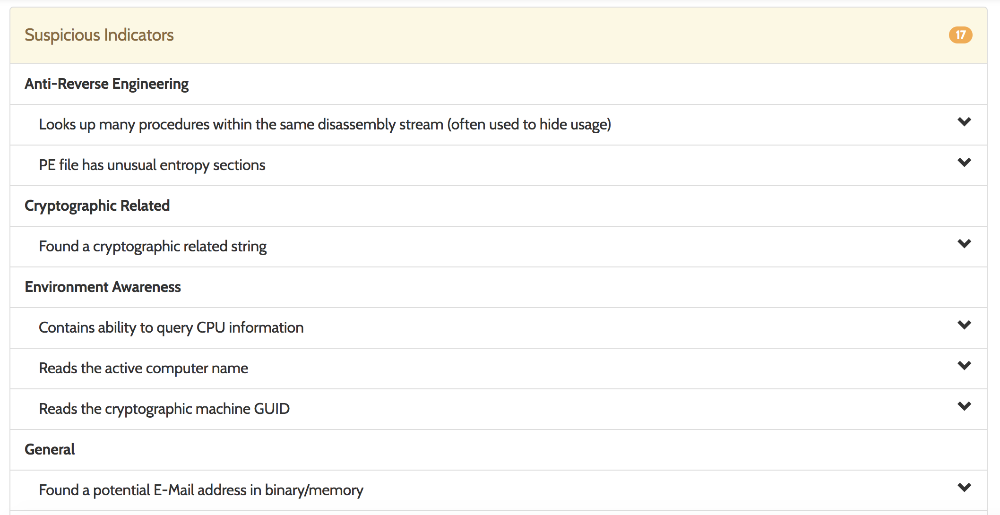 Suspicious Indicators 17
Anti-Reverse Engineering
Looks up many procedures within the same disassembly stream (often used to hide usage)
PE file has unusual entropy sections
Cryptographic Related
Found a cryptographic related string
Environment Awareness
Contains ability to query CPU information
Reads the active computer name
Reads the cryptographic machine GUID
General
Found a potential E-Mail address in binary/memory